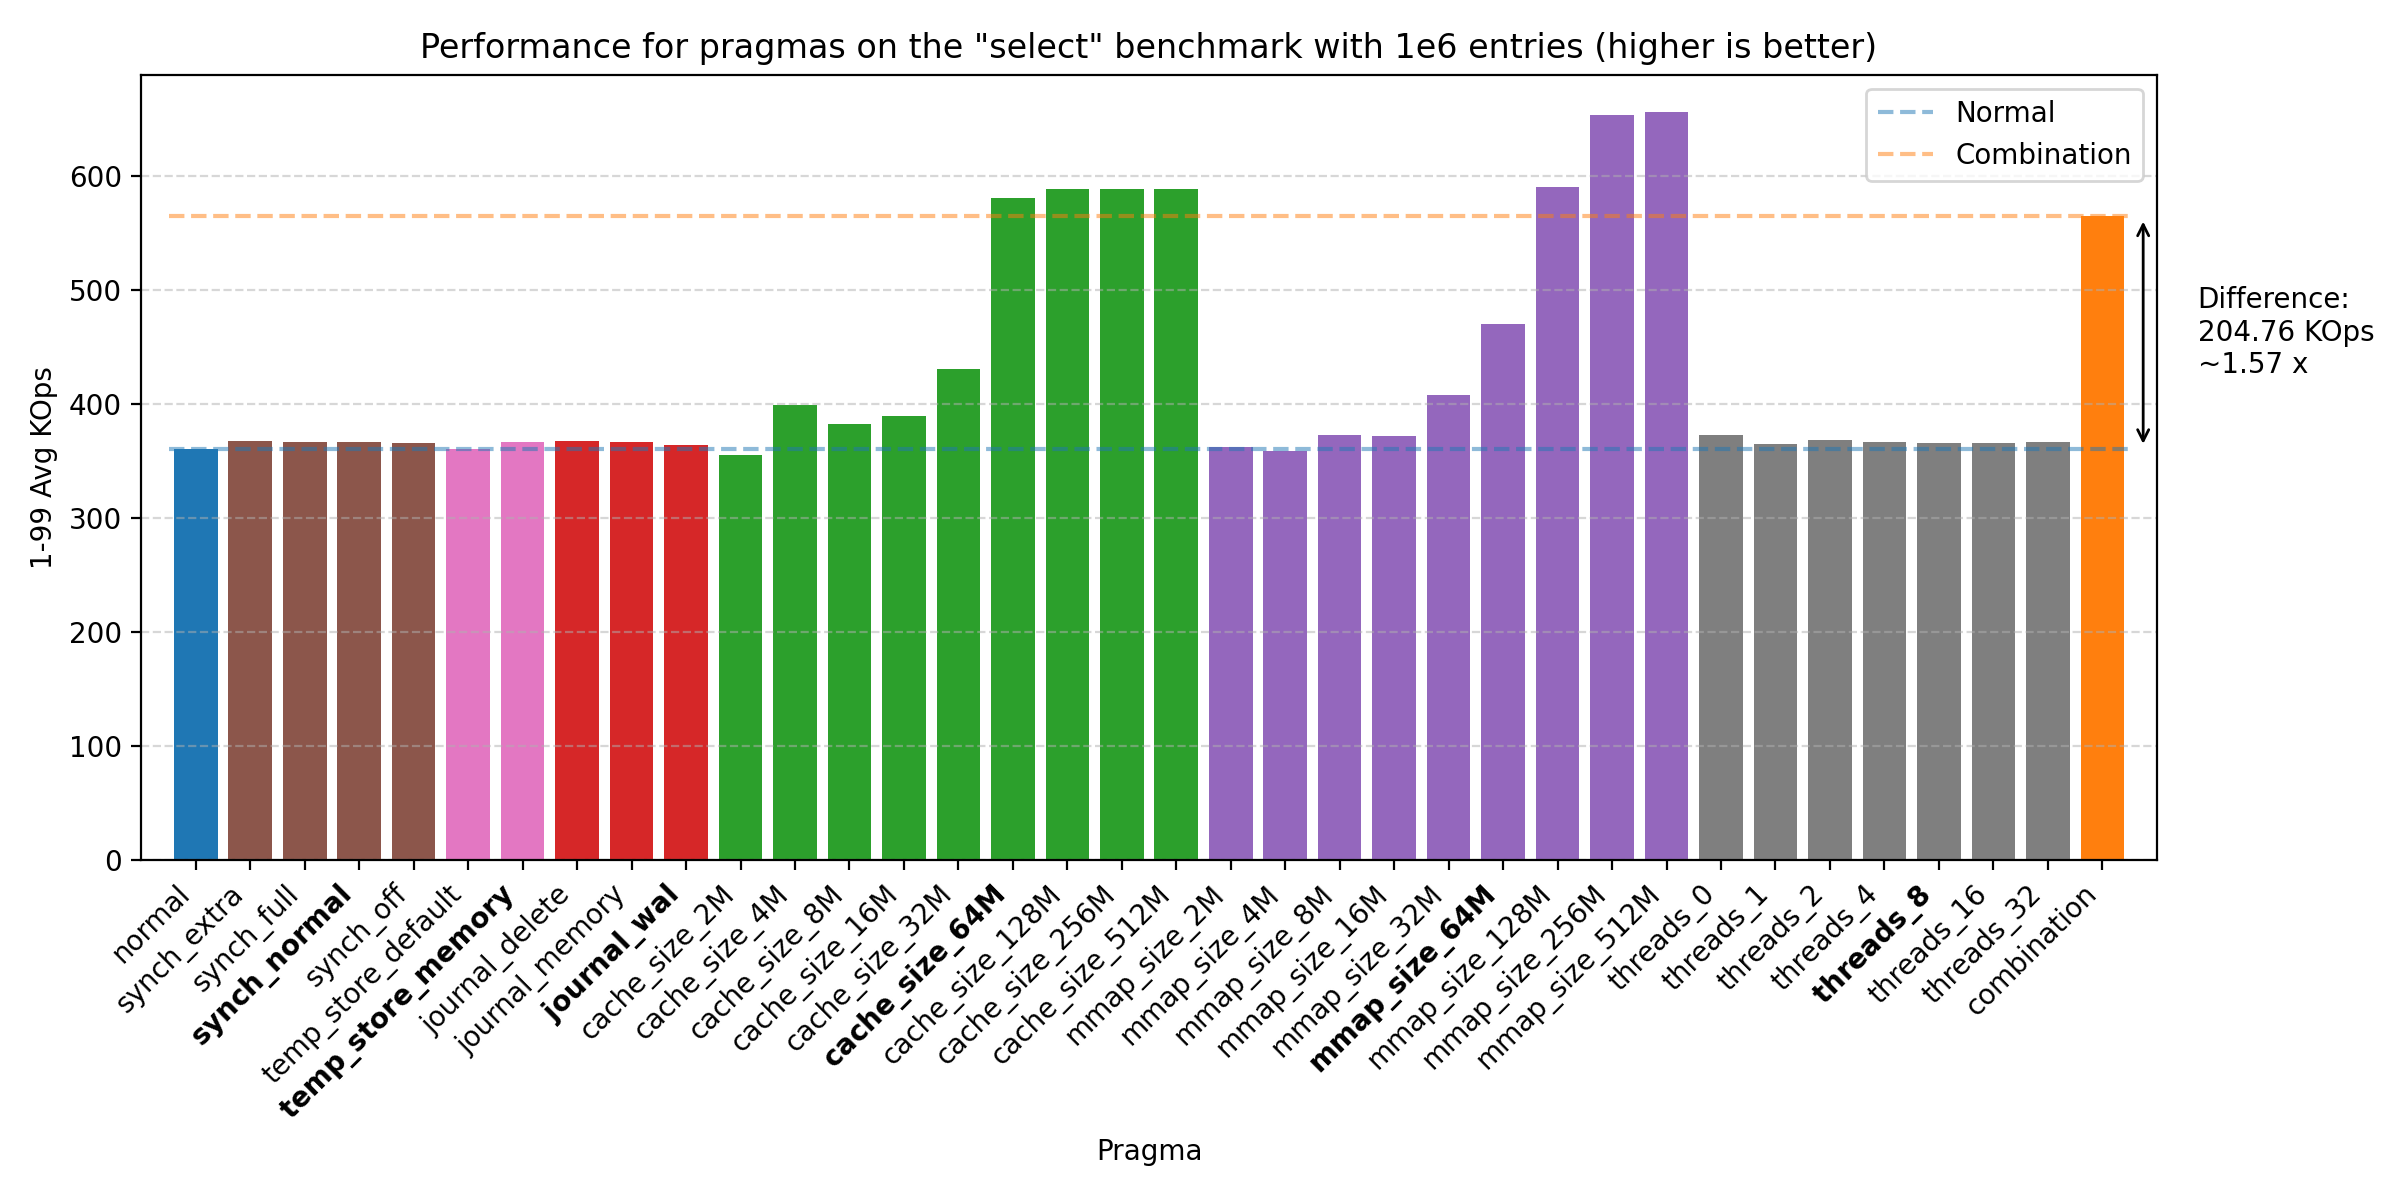 Performance for pragmas on the "select" benchmark with 1e6 entries (higher is better)
Normal
Combination
600
500
400
300
200
100
0
1-99 Avg KOps
Difference:
204.76 KOps
~1.57 x
normal
synch_extra
synch_full
synch_normal
synch_off
temp_store_default
temp_store_memory
journal_delete
journal_memory
journal_wal
cache_size_2M
cache_size_4M
cache_size_8M
cache_size_16M
cache_size_32M
cache_size_64M
cache_size_128M
cache_size_256M
cache_size_512M
mmap_size_2M
mmap_size_4M
mmap_size_8M
mmap_size_16M
mmap_size_32M
mmap_size_64M
mmap_size_128M
mmap_size_256M
mmap_size_512M
threads_0
threads_1
threads_2
threads_4
threads_8
threads_16
threads_32
combination
Pragma